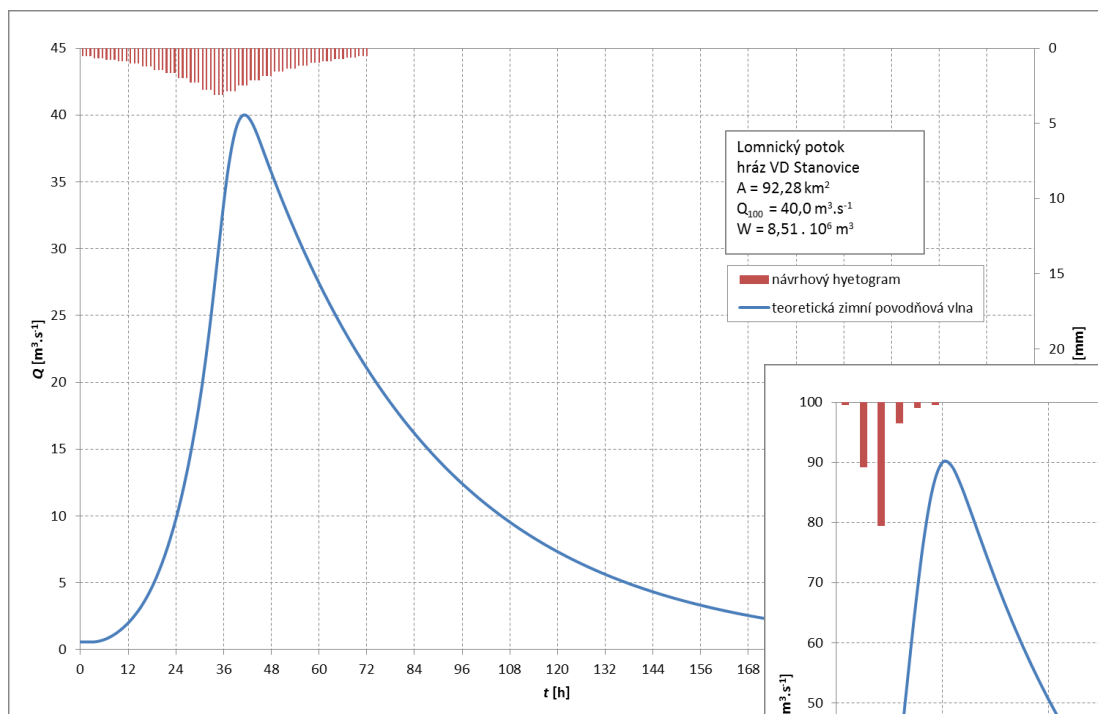 45
40
35
30
25
20
15
10
5
0
Q [m³.s⁻¹]
0 12 24 36 48 60 72 84 96 108 120 132 144 156 168
t [h]
0
5
10
15
20
[mm]
Lomnický potok
hráz VD Stanovice
A = 92,28 km²
Q₁₀₀ = 40,0 m³.s⁻¹
W = 8,51 . 10⁶ m³
návrhový hyetogram
teoretická zimní povodňová vlna
100
90
80
70
60
50
m³.s⁻¹]